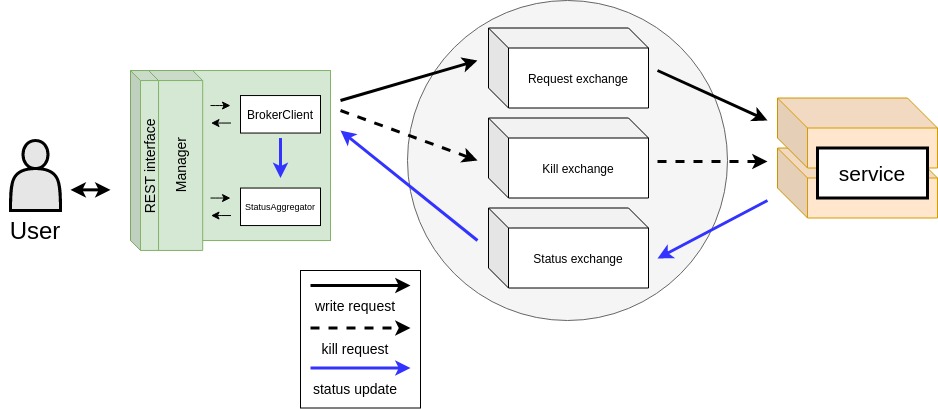 User
REST interface
Manager
BrokerClient
StatusAggregator
Request exchange
Kill exchange
Status exchange
service
write request
kill request
status update